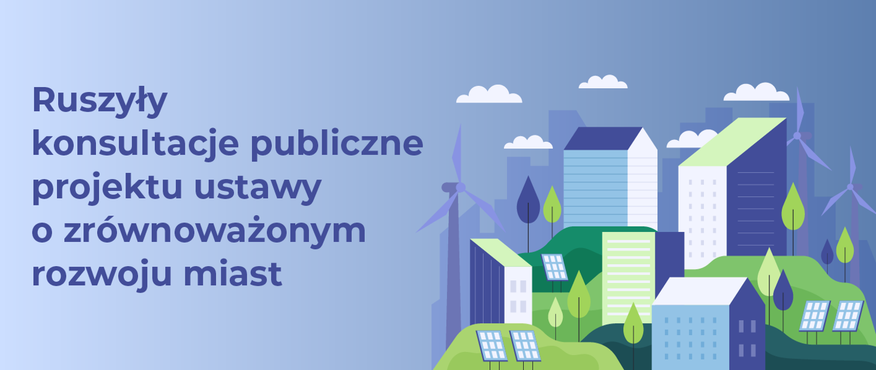 Ruszyły
konsultacje publiczne
projektu ustawy
o zrównoważonym
rozwoju miast